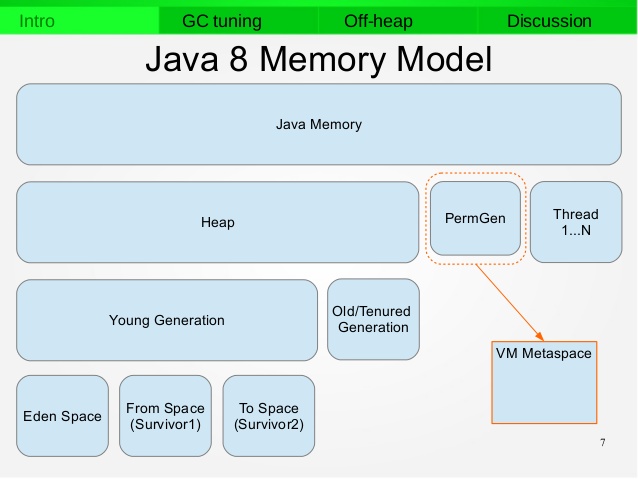 Intro
GC tuning
Off-heap
Discussion
Java 8 Memory Model
Java Memory
Heap
PermGen
Thread
1...N
Young Generation
Old/Tenured
Generation
VM Metaspace
Eden Space
From Space
(Survivor1)
To Space
(Survivor2)
7